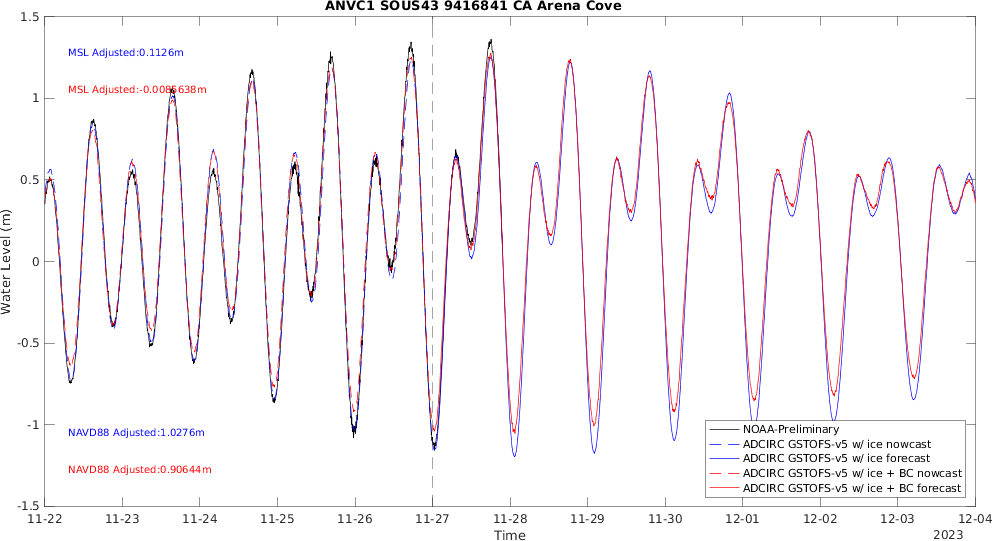 ANVC1 SOUS43 9416841 CA Arena Cove
1.5
MSL Adjusted:0.1126m
1
MSL Adjusted:-0.0085638m
0.5
Water Level (m)
0
-0.5
-1
NAVD88 Adjusted:1.0276m
NAVD88 Adjusted:0.90644m
-1.5
NOAA-Preliminary
ADCIRC GSTOFS-v5 w/ ice nowcast
ADCIRC GSTOFS-v5 w/ ice forecast
ADCIRC GSTOFS-v5 w/ ice + BC nowcast
ADCIRC GSTOFS-v5 w/ ice + BC forecast
11-22 11-23 11-24 11-25 11-26 11-27 11-28 11-29 11-30 12-01 12-02 12-03 12-04
Time
2023